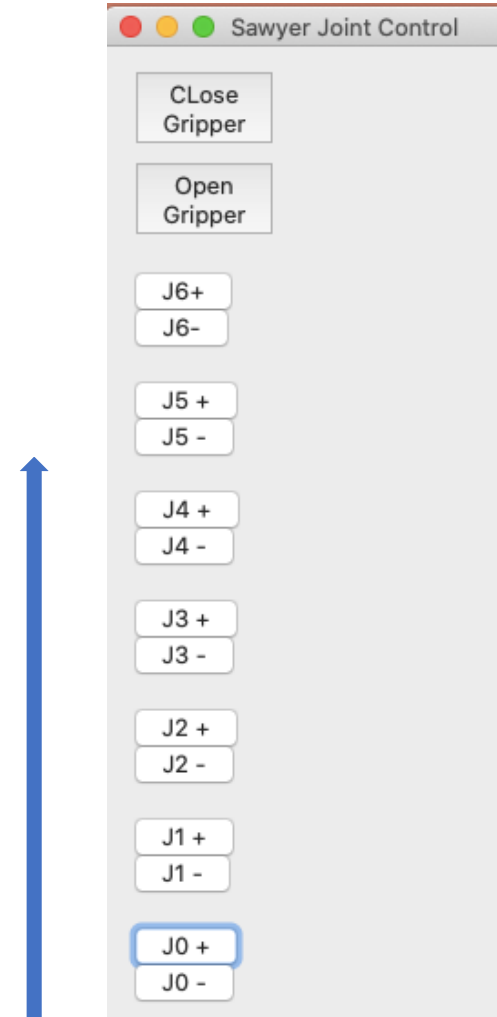 Sawyer Joint Control
CLose
Gripper
Open
Gripper
J6+
J6-
J5 +
J5 -
J4 +
J4 -
J3 +
J3 -
J2 +
J2 -
J1 +
J1 -
J0 +
J0 -